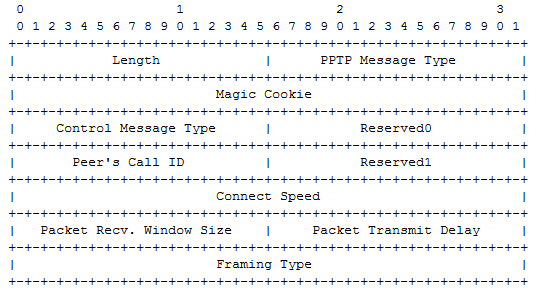 0                   1                   2                   3
0 1 2 3 4 5 6 7 8 9 0 1 2 3 4 5 6 7 8 9 0 1 2 3 4 5 6 7 8 9 0 1
+-+-+-+-+-+-+-+-+-+-+-+-+-+-+-+-+-+-+-+-+-+-+-+-+-+-+-+-+-+-+-+-+
|            Length             |      PPTP Message Type        |
+-+-+-+-+-+-+-+-+-+-+-+-+-+-+-+-+-+-+-+-+-+-+-+-+-+-+-+-+-+-+-+-+
|                         Magic Cookie                          |
+-+-+-+-+-+-+-+-+-+-+-+-+-+-+-+-+-+-+-+-+-+-+-+-+-+-+-+-+-+-+-+-+
|     Control Message Type      |           Reserved0           |
+-+-+-+-+-+-+-+-+-+-+-+-+-+-+-+-+-+-+-+-+-+-+-+-+-+-+-+-+-+-+-+-+
|       Peer's Call ID          |           Reserved1           |
+-+-+-+-+-+-+-+-+-+-+-+-+-+-+-+-+-+-+-+-+-+-+-+-+-+-+-+-+-+-+-+-+
|                         Connect Speed                         |
+-+-+-+-+-+-+-+-+-+-+-+-+-+-+-+-+-+-+-+-+-+-+-+-+-+-+-+-+-+-+-+-+
|   Packet Recv. Window Size    |     Packet Transmit Delay     |
+-+-+-+-+-+-+-+-+-+-+-+-+-+-+-+-+-+-+-+-+-+-+-+-+-+-+-+-+-+-+-+-+
|                         Framing Type                          |
+-+-+-+-+-+-+-+-+-+-+-+-+-+-+-+-+-+-+-+-+-+-+-+-+-+-+-+-+-+-+-+-+